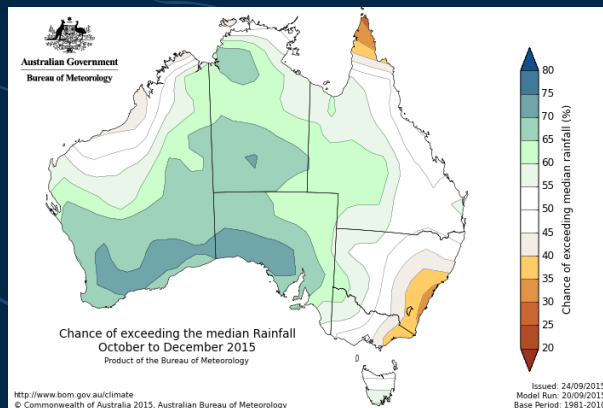 Australian Government
Bureau of Meteorology
80
75
70
65
60
55
50
45
40
35
30
25
20
Chance of exceeding median rainfall (%)
Chance of exceeding the median Rainfall
October to December 2015
Product of the Bureau of Meteorology
http://www.bom.gov.au/climate
© Commonwealth of Australia 2015, Australian Bureau of Meteorology
Issued: 24/09/2015
Model Run: 20/09/2015
Base Period: 1981-2010